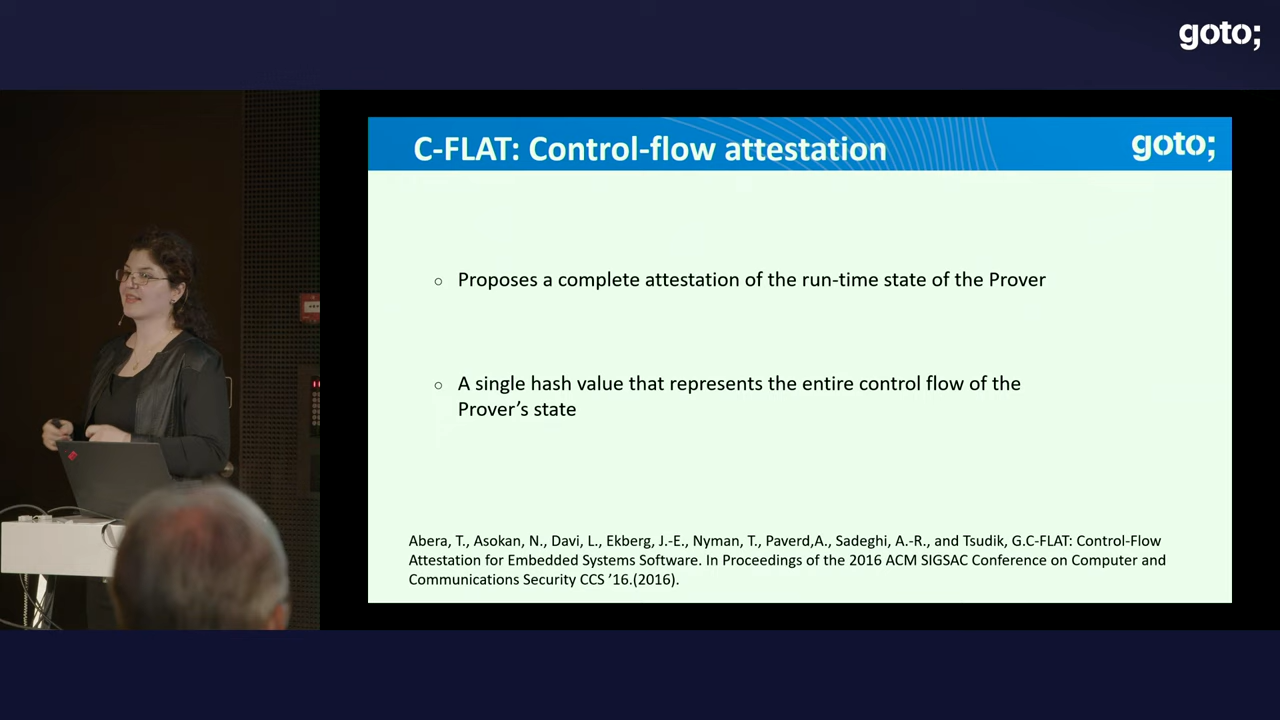 goto;
C-FLAT: Control-flow attestation
goto;
Proposes a complete attestation of the run-time state of the Prover
A single hash value that represents the entire control flow of the
Prover’s state
Abera, T., Asokan, N., Davi, L., Ekberg, J.-E., Nyman, T., Paverd,A., Sadeghi, A.-R., and Tsudik, G.C-FLAT: Control-Flow
Attestation for Embedded Systems Software. In Proceedings of the 2016 ACM SIGSAC Conference on Computer and
Communications Security CCS ’16.(2016).